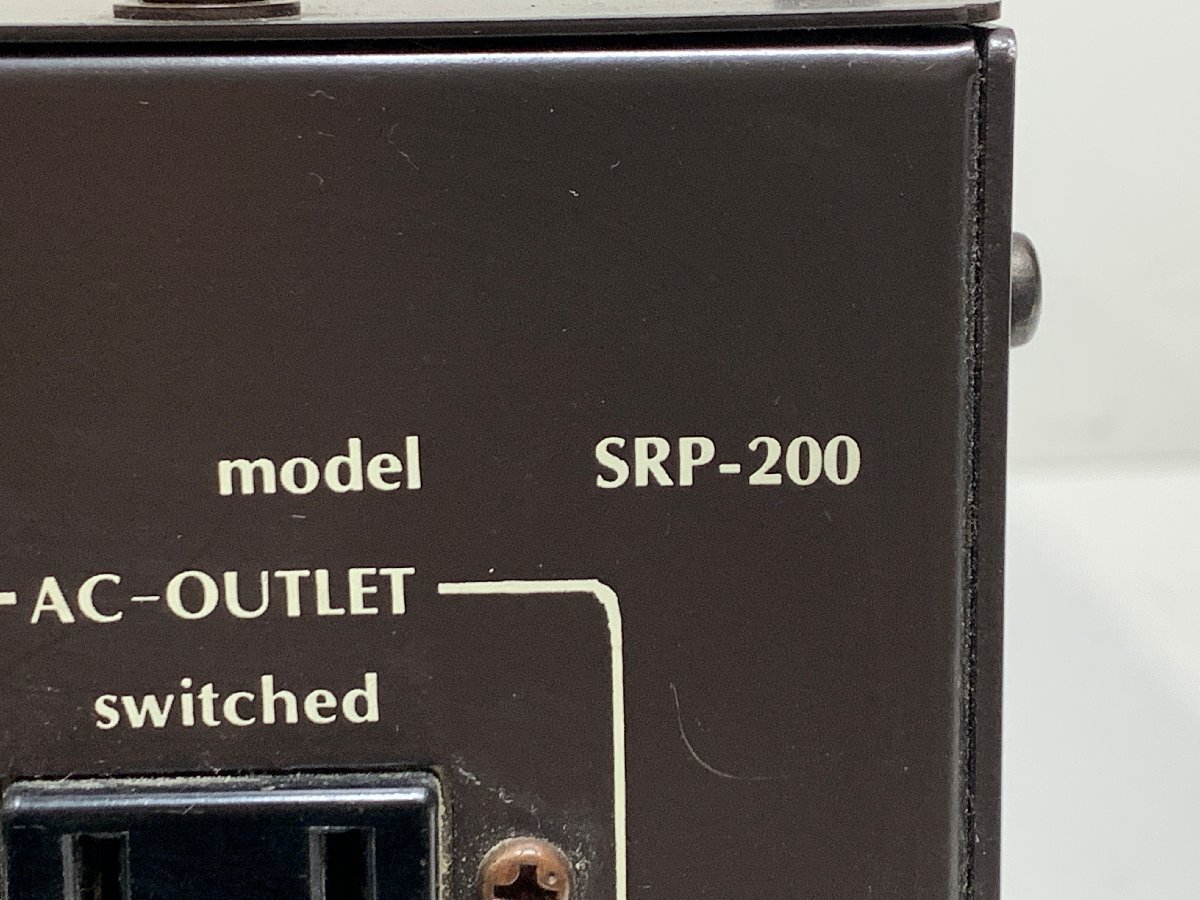 model SRP-200
AC-OUTLET
switched